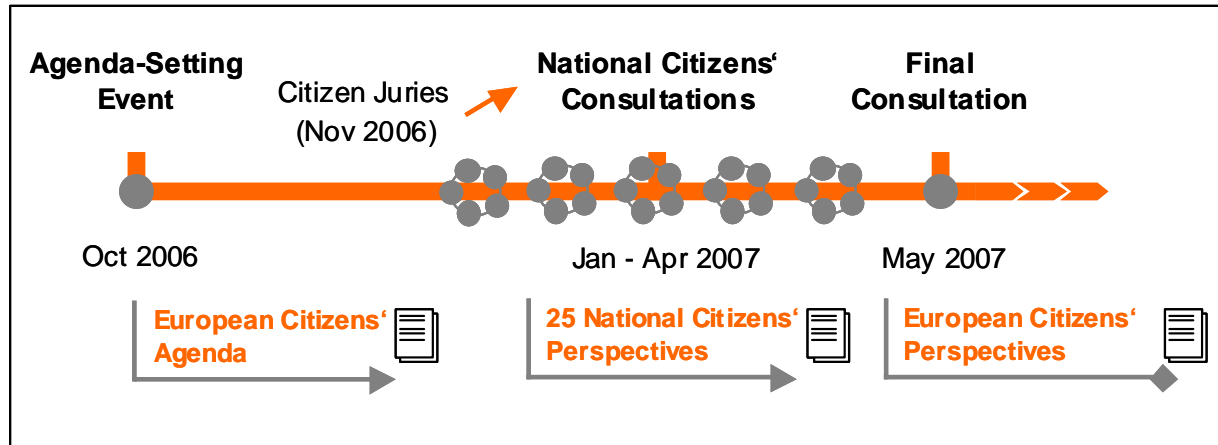 Agenda-Setting
Event
Citizen Juries
(Nov 2006)
National Citizens‘
Consultations
Final
Consultation
Oct 2006
Jan - Apr 2007
May 2007
European Citizens‘
Agenda
25 National Citizens‘
Perspectives
European Citizens‘
Perspectives